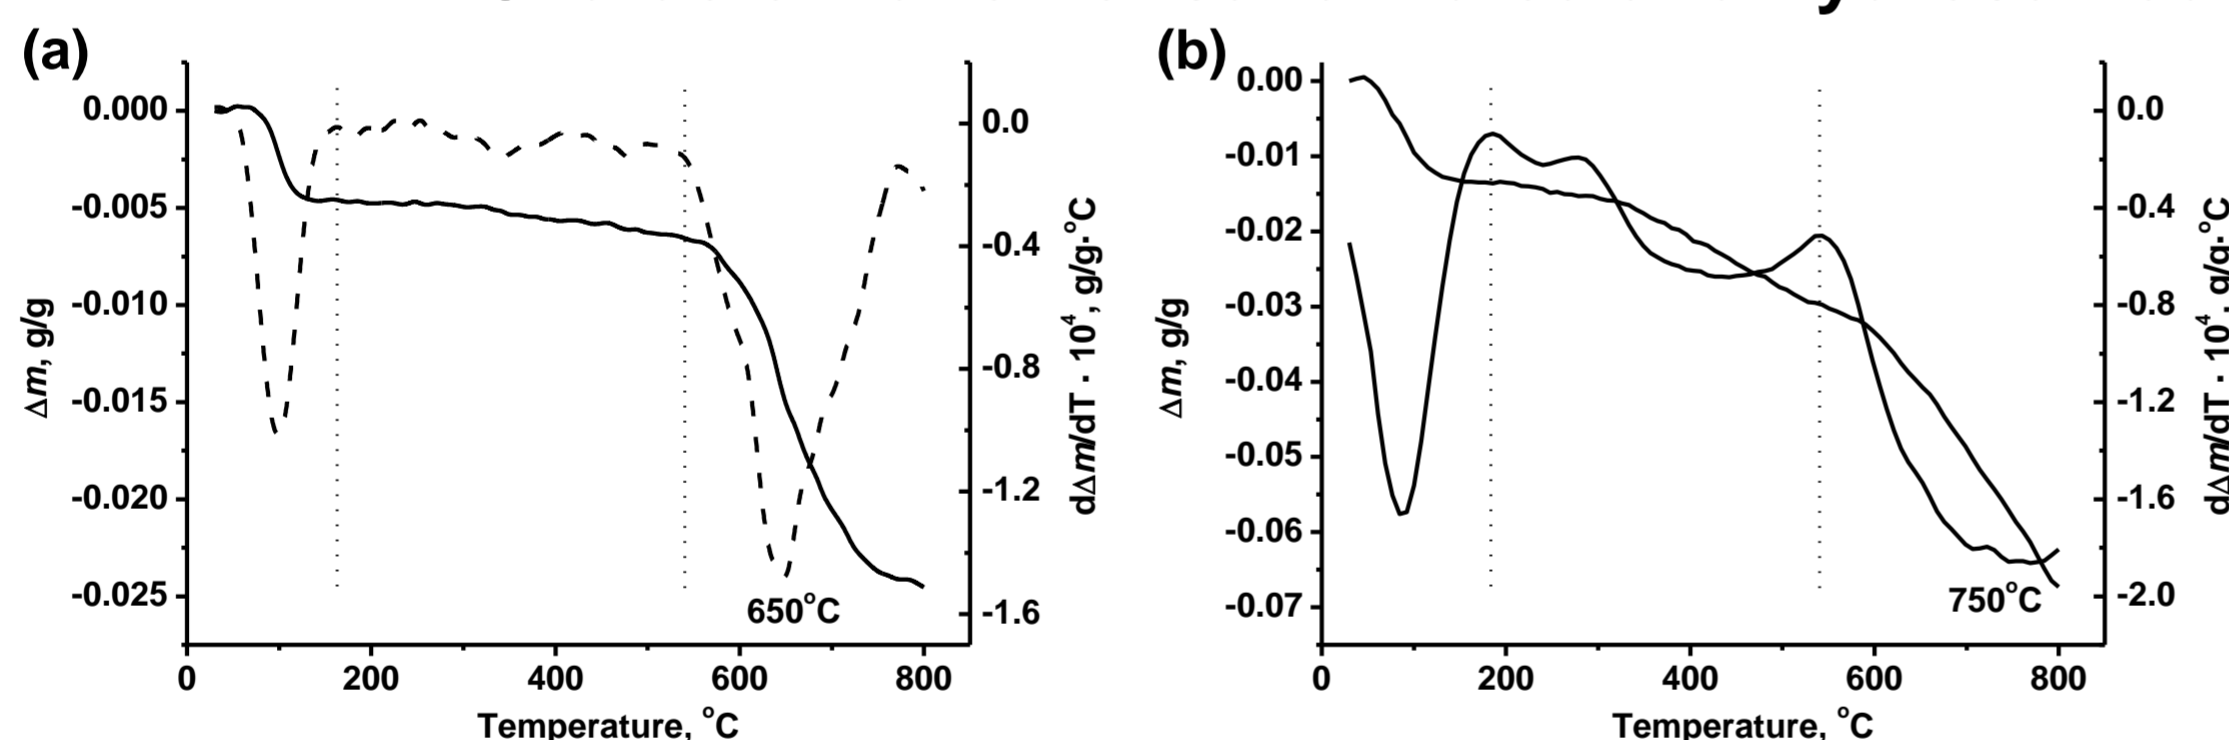 (a)
0.000
-0.005
-0.010
-0.015
-0.020
-0.025
Δm, g/g
0.0
-0.4
-0.8
-1.2
-1.6
dΔm/dT · 10⁴, g/g·°C
650°C
0 200 400 600 800
Temperature, °C
(b)
0.00
-0.01
-0.02
-0.03
-0.04
-0.05
-0.06
-0.07
Δm, g/g
0.0
-0.4
-0.8
-1.2
-1.6
-2.0
dΔm/dT · 10⁴, g/g·°C
750°C
0 200 400 600 800
Temperature, °C